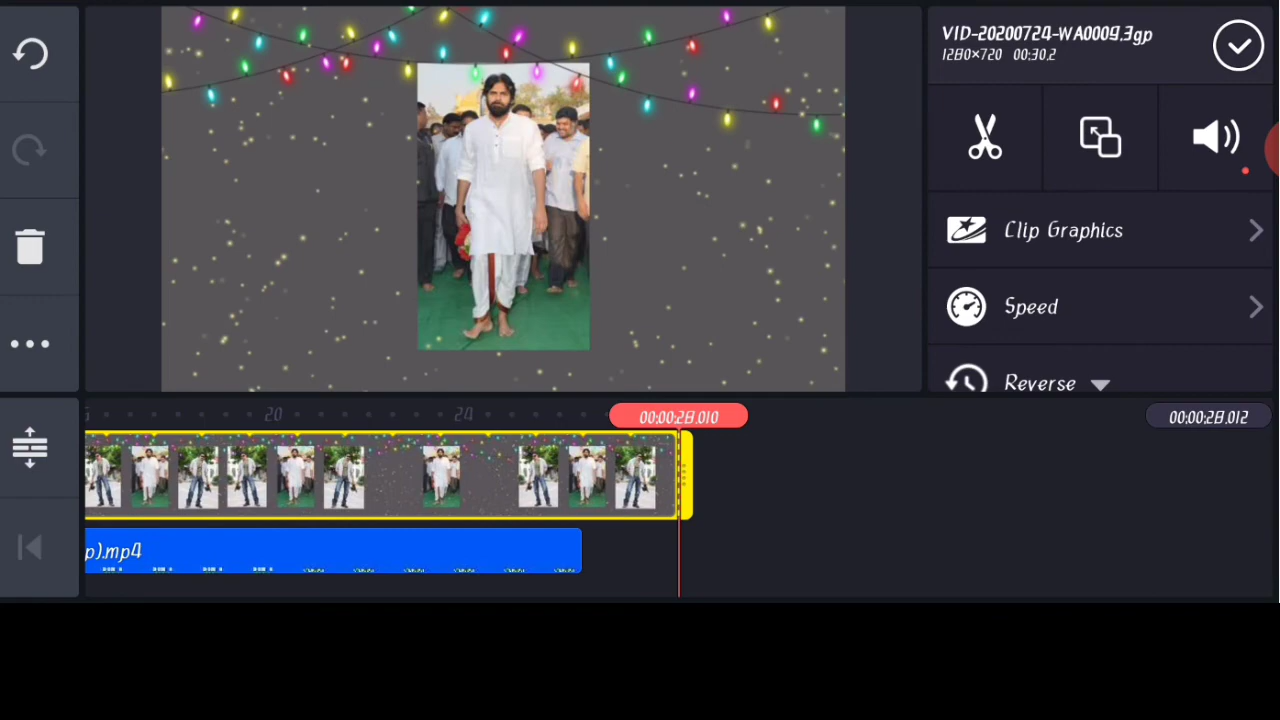 VID-20200724-WA0009.3gp
1280×720 00:30.2
Clip Graphics
Speed
Reverse
20
24
00:00:28.010
00:00:28.012
p).mp4